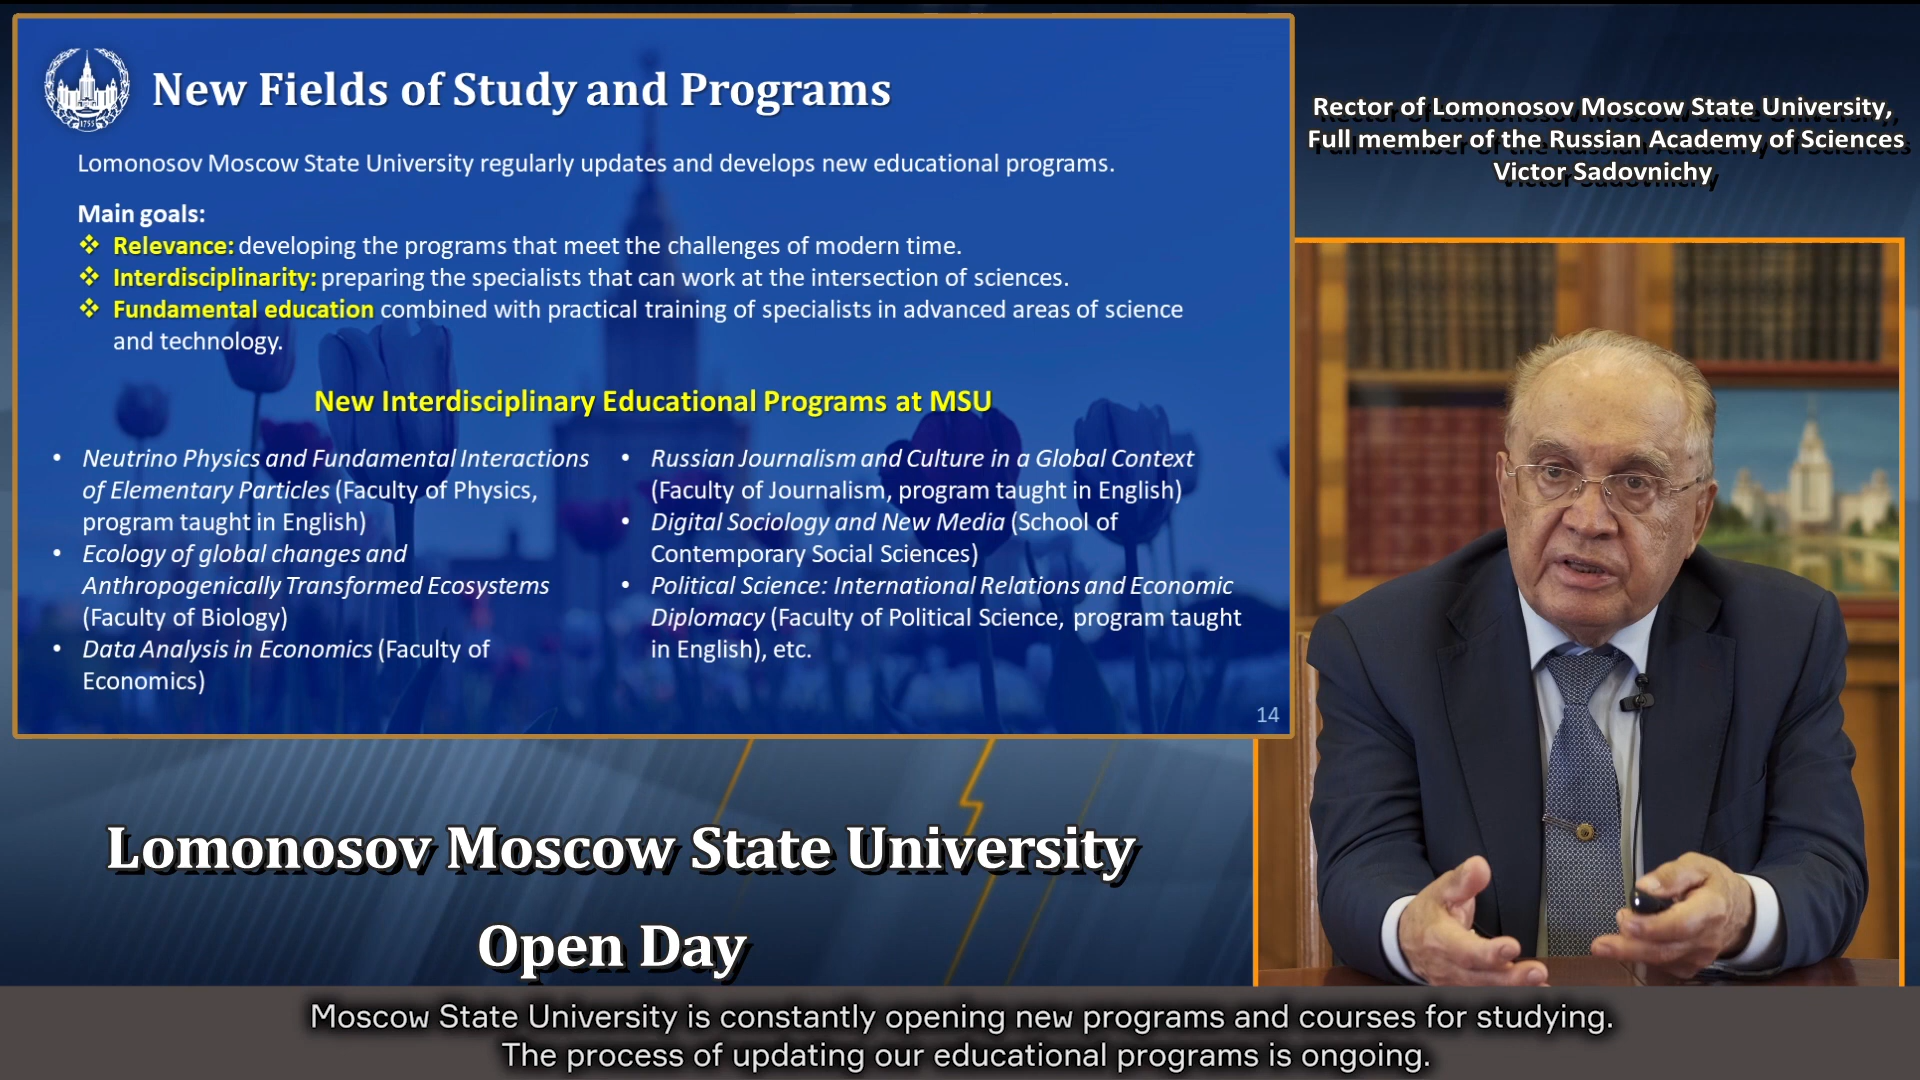 1755
New Fields of Study and Programs
Lomonosov Moscow State University regularly updates and develops new educational programs.
Main goals:
❖ Relevance: developing the programs that meet the challenges of modern time.
❖ Interdisciplinarity: preparing the specialists that can work at the intersection of sciences.
❖ Fundamental education combined with practical training of specialists in advanced areas of science
and technology.
New Interdisciplinary Educational Programs at MSU
• Neutrino Physics and Fundamental Interactions
of Elementary Particles (Faculty of Physics,
program taught in English)
• Ecology of global changes and
Anthropogenically Transformed Ecosystems
(Faculty of Biology)
• Data Analysis in Economics (Faculty of
Economics)
• Russian Journalism and Culture in a Global Context
(Faculty of Journalism, program taught in English)
• Digital Sociology and New Media (School of
Contemporary Social Sciences)
• Political Science: International Relations and Economic
Diplomacy (Faculty of Political Science, program taught
in English), etc.
14
Rector of Lomonosov Moscow State University,
Full member of the Russian Academy of Sciences
Victor Sadovnichy
Lomonosov Moscow State University
Open Day
Moscow State University is constantly opening new programs and courses for studying.
The process of updating our educational programs is ongoing.